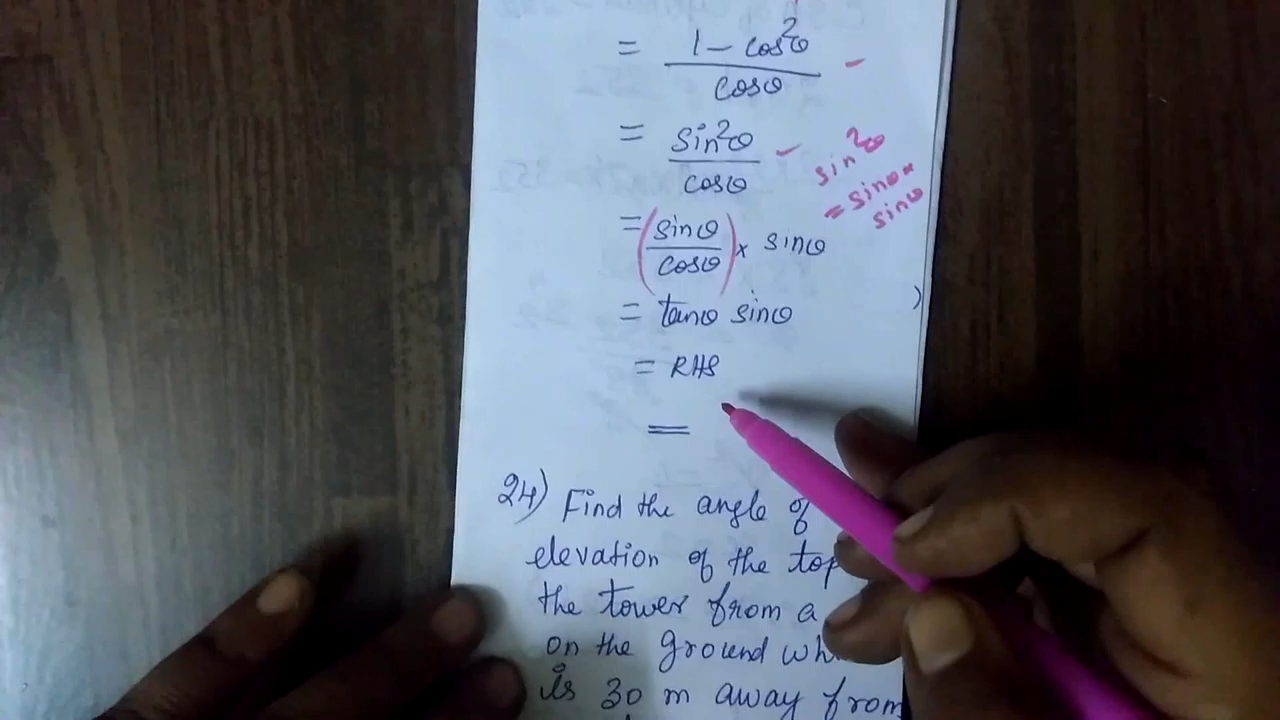 = 1 - cos²θ / cosθ
= sin²θ / cosθ
sin²θ
= sinθ ×
sinθ
= (sinθ / cosθ) × sinθ
= tanθ sinθ
= RHS
24) Find the angle of
elevation of the top
the tower from a
on the ground
is 30 m away from